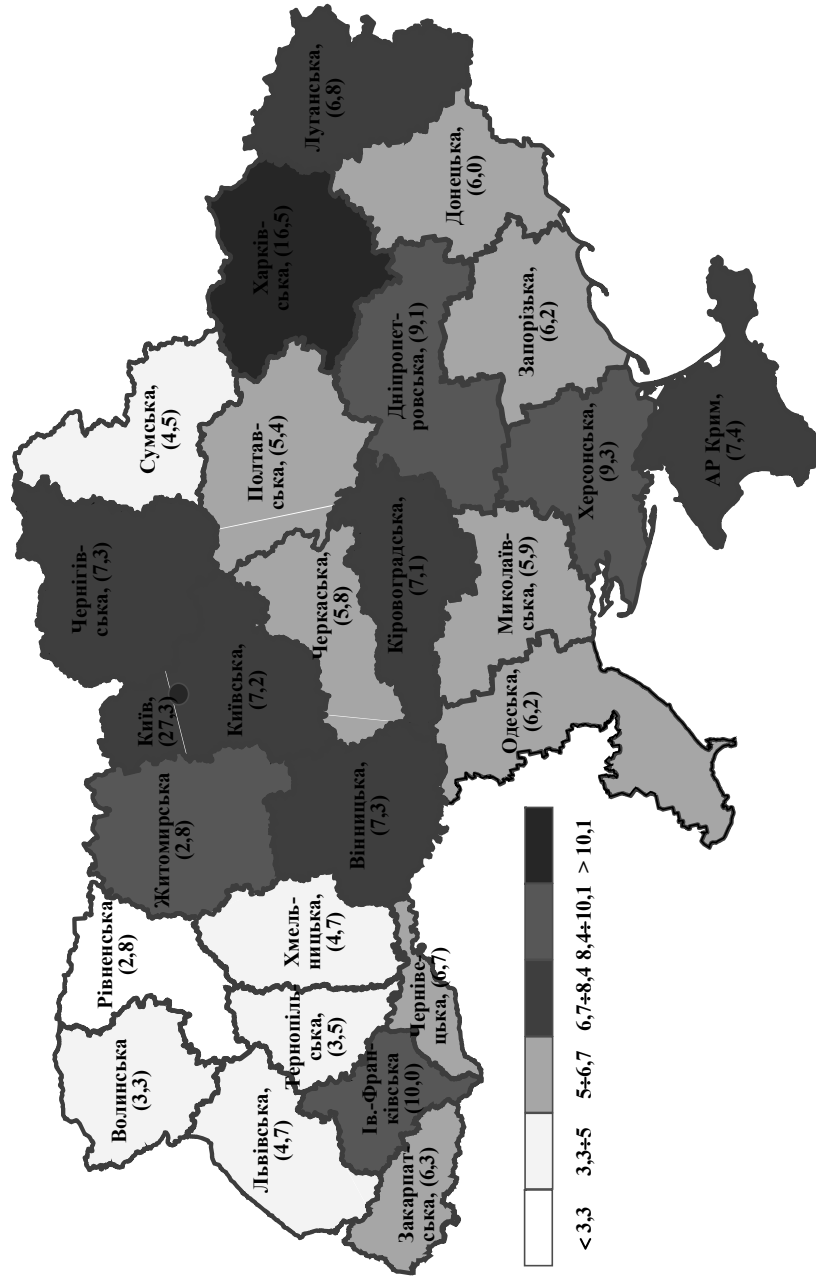 Волинська
(3,3)
Рівненська
(2,8)
Житомирська
(2,8)
Київ,
(27,3)
Київська,
(7,2)
Чернігів-
ська, (7,3)
Сумська,
(4,5)
Львівська,
(4,7)
Тернопіль-
ська,
(3,5)
Хмель-
ницька,
(4,7)
Вінницька,
(7,3)
Черкаська,
(5,8)
Полтав-
ська, (5,4)
Харків-
ська, (16,5)
Луганська,
(6,8)
Закарпат-
ська, (6,3)
Ів.-Фран-
ківська
(10,0)
Черніве-
цька, (6,7)
Кіровоградська,
(7,1)
Дніпропет-
ровська, (9,1)
Донецька,
(6,0)
Одеська,
(6,2)
Миколаїв-
ська, (5,9)
Херсонська,
(9,3)
Запорізька,
(6,2)
АР Крим,
(7,4)
< 3,3 3,3÷5 5÷6,7 6,7÷8,4 8,4÷10,1 > 10,1